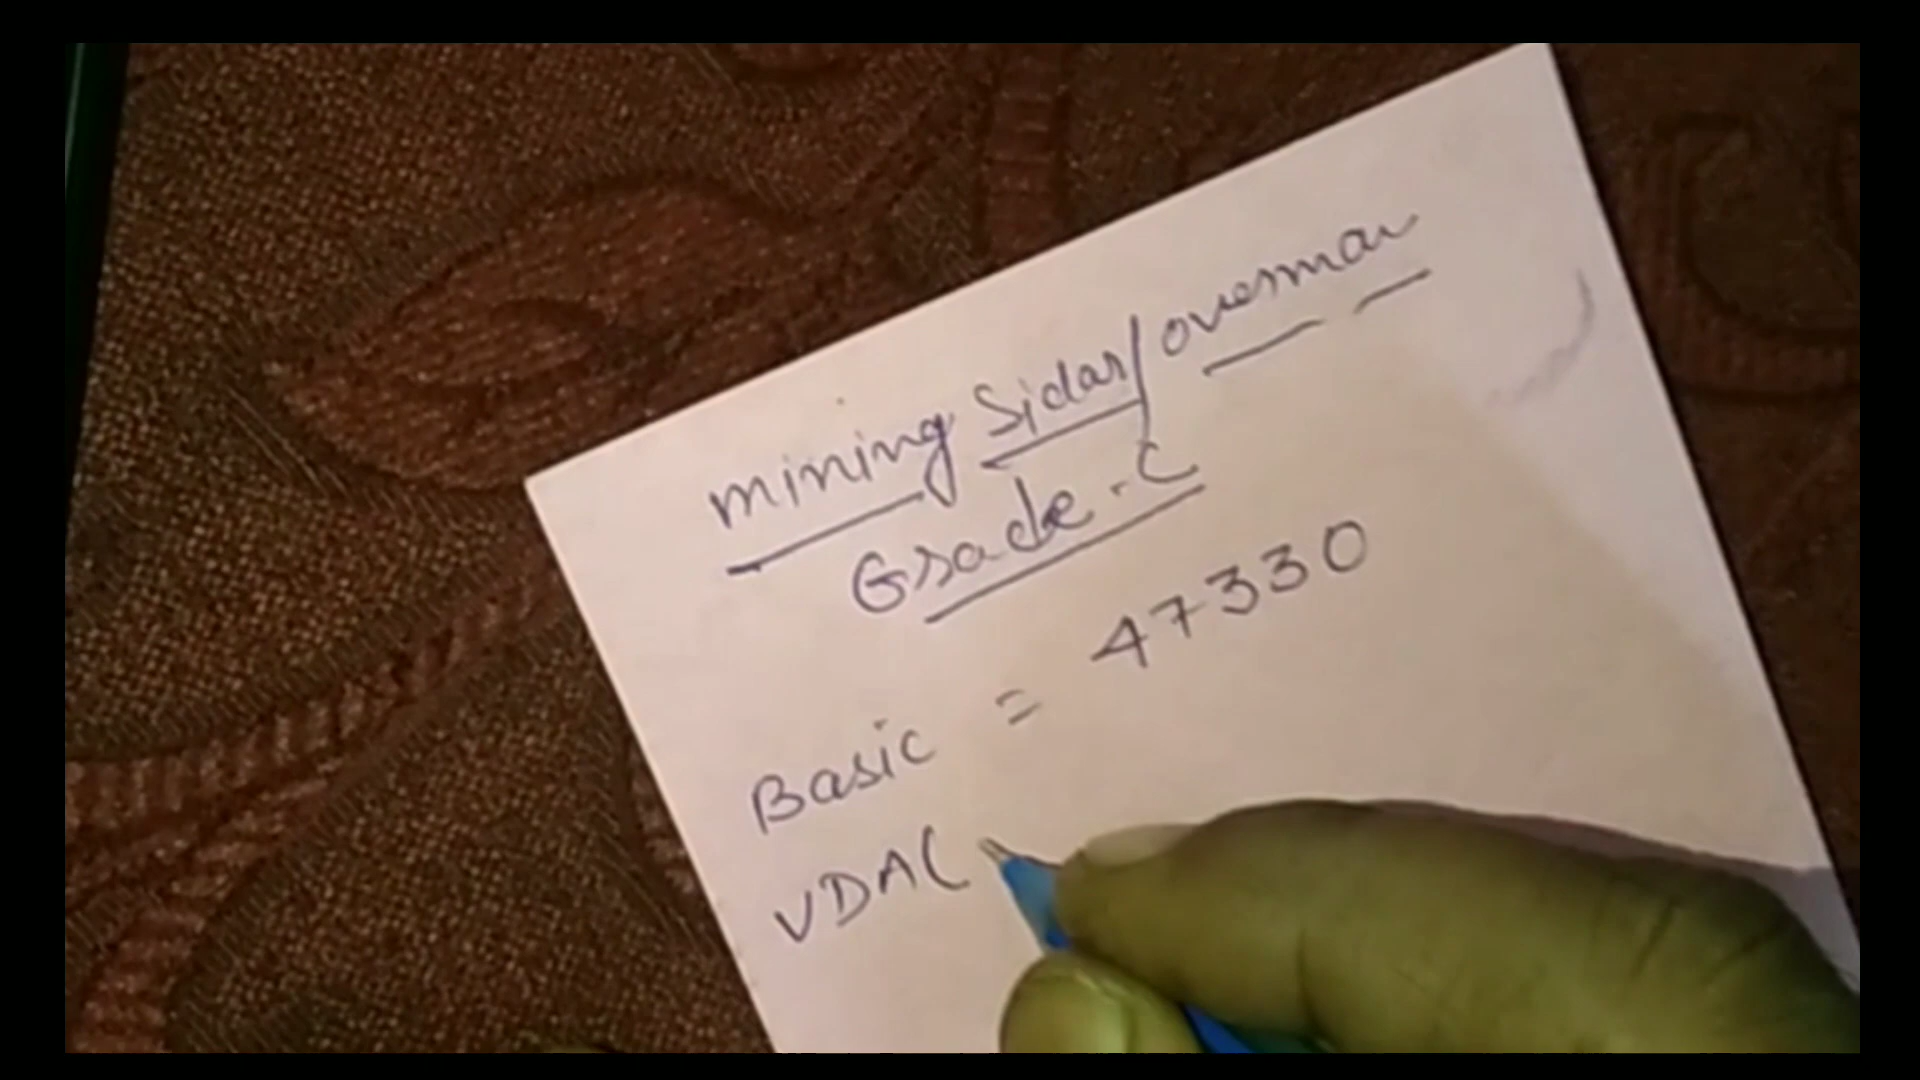 mining Sidar/overman
Grade-C
Basic = 47330
VDA(